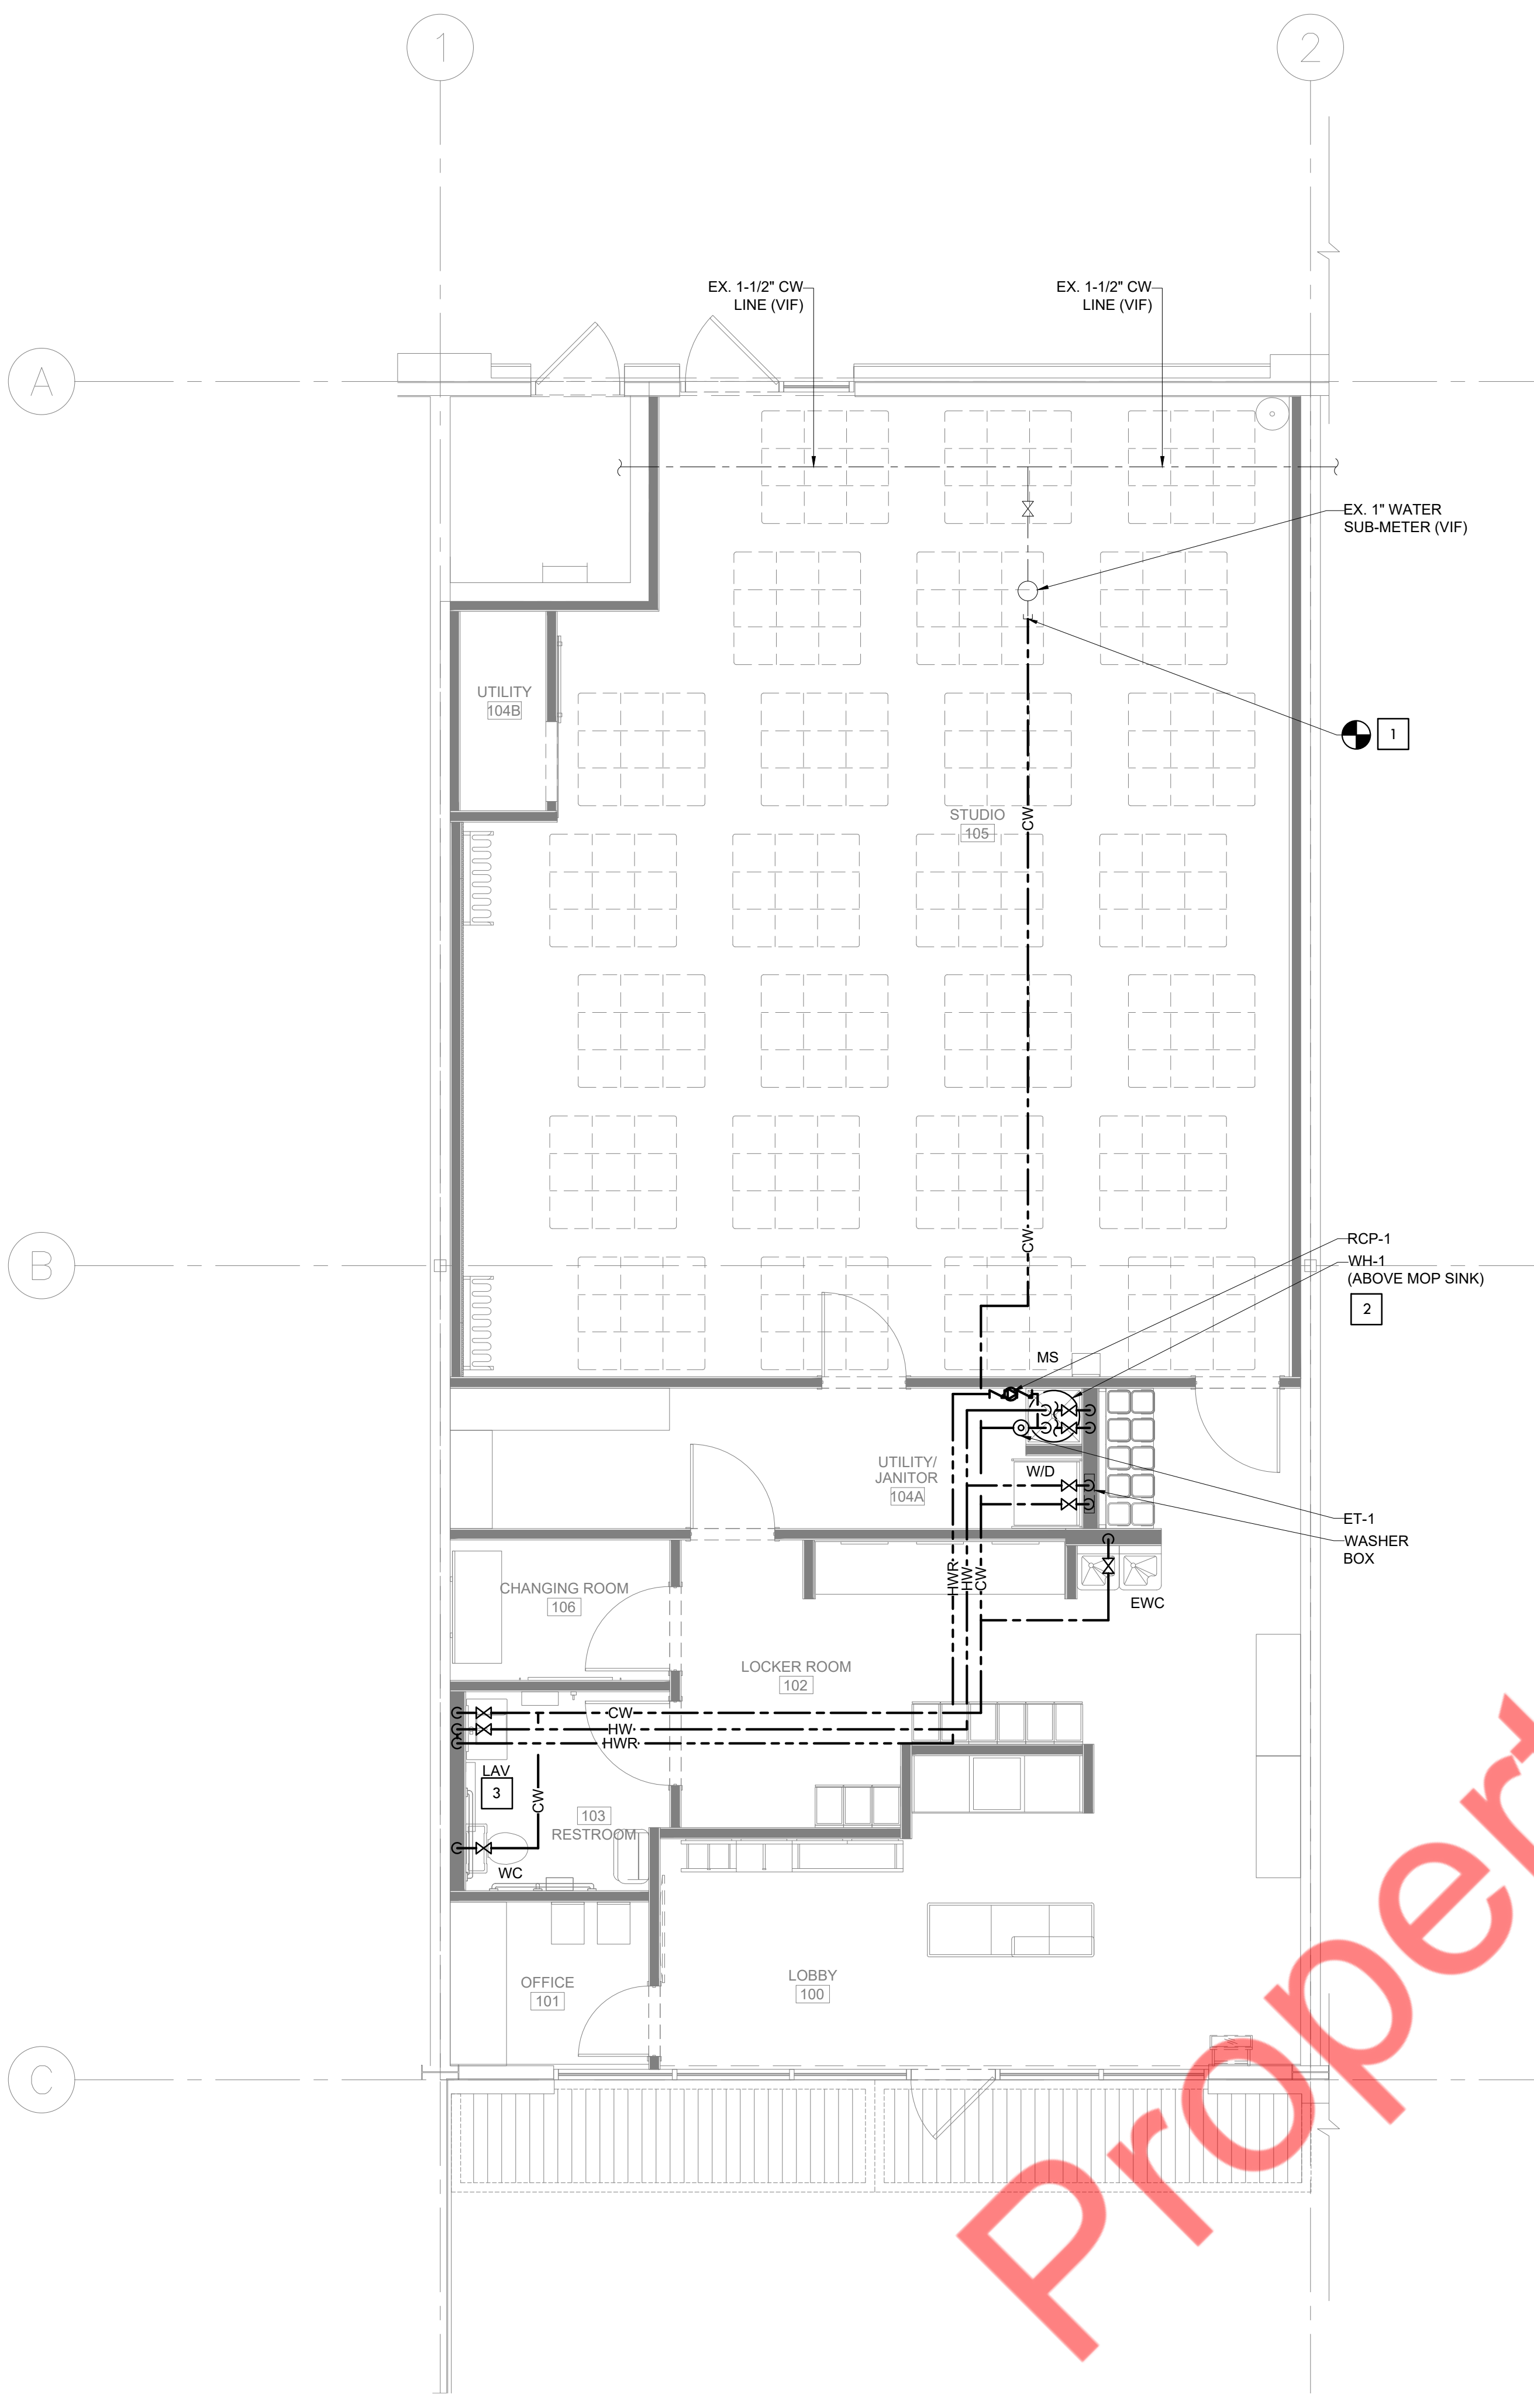 1
2
A
EX. 1-1/2" CW
LINE (VIF)
EX. 1-1/2" CW
LINE (VIF)
EX. 1" WATER
SUB-METER (VIF)
UTILITY
104B
1
STUDIO
105
CW
CW
B
RCP-1
WH-1
(ABOVE MOP SINK)
2
MS
UTILITY/
JANITOR
104A
W/D
ET-1
WASHER
BOX
HWR
HW
CW
CHANGING ROOM
106
EWC
LOCKER ROOM
102
CW
HW
HWR
LAV
3
CW
103
RESTROOM
WC
OFFICE
101
LOBBY
100
C
Propert